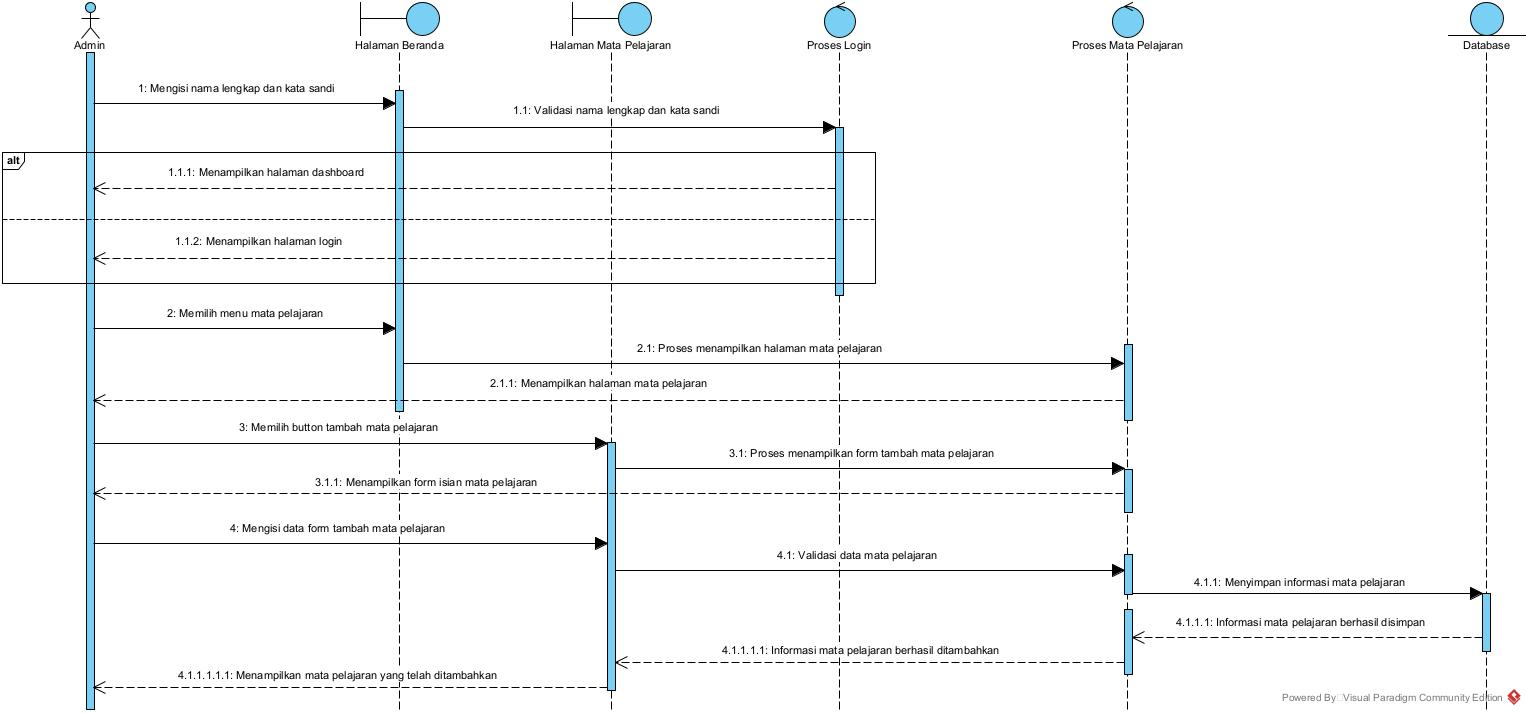 Admin
Halaman Beranda
Halaman Mata Pelajaran
Proses Login
Proses Mata Pelajaran
Database
1: Mengisi nama lengkap dan kata sandi
1.1: Validasi nama lengkap dan kata sandi
alt
1.1.1: Menampilkan halaman dashboard
1.1.2: Menampilkan halaman login
2: Memilih menu mata pelajaran
2.1: Proses menampilkan halaman mata pelajaran
2.1.1: Menampilkan halaman mata pelajaran
3: Memilih button tambah mata pelajaran
3.1: Proses menampilkan form tambah mata pelajaran
3.1.1: Menampilkan form isian mata pelajaran
4: Mengisi data form tambah mata pelajaran
4.1: Validasi data mata pelajaran
4.1.1: Menyimpan informasi mata pelajaran
4.1.1.1: Informasi mata pelajaran berhasil disimpan
4.1.1.1.1: Informasi mata pelajaran berhasil ditambahkan
4.1.1.1.1.1: Menampilkan mata pelajaran yang telah ditambahkan
Powered By Visual Paradigm Community Edition